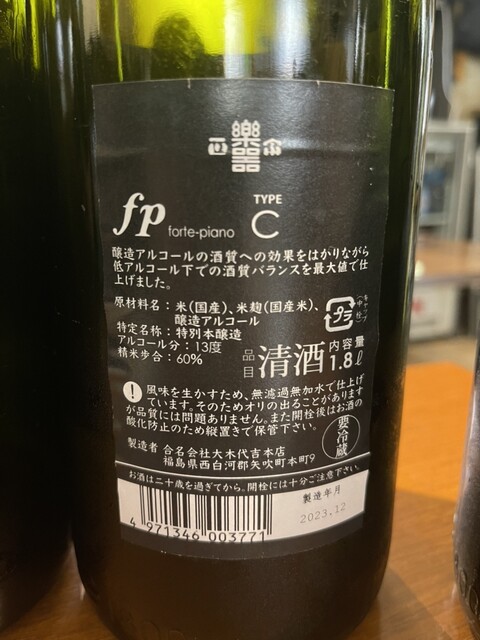 楽器正宗
fp forte-piano TYPE C
醸造アルコールの酒質への効果をはかりながら
低アルコール下での酒質バランスを最大値で仕
上げました。
原材料名：米（国産）、米麹（国産米）、
醸造アルコール
特定名称：特別本醸造
アルコール分：13度
精米歩合：60%
プラ
キャップ
（中栓）
品目 清酒
内容量
1.8ℓ
風味を生かすため、無濾過無加水で仕上げ
ています。そのためオリの出ることがあります
が品質には問題ありません。また開栓後はお酒の
酸化防止のため縦置きで保管下さい。
要冷蔵
製造者 合名会社大木代吉本店
福島県西白河郡矢吹町本町9
お酒は二十歳を過ぎてから。開栓には十分ご注意下さい。
4 971346 003771
製造年月
2023.12